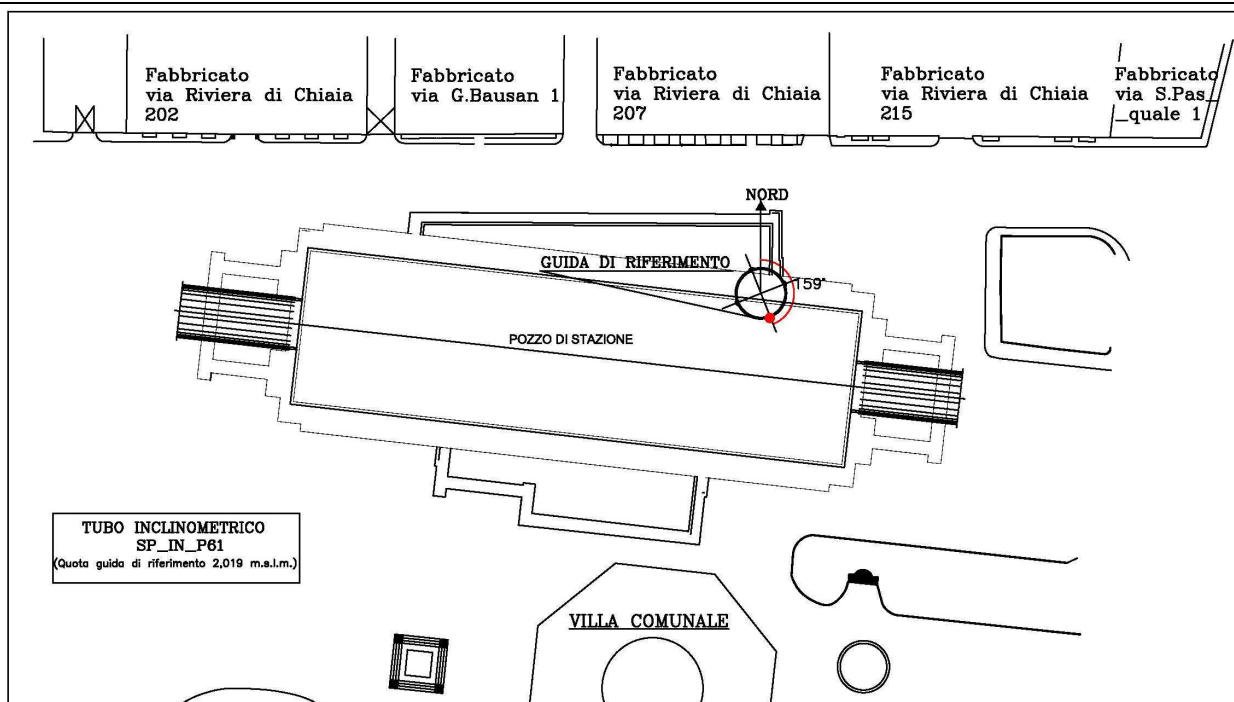 Fabbricato
via Riviera di Chiaia
202
Fabbricato
via G.Bausan 1
Fabbricato
via Riviera di Chiaia
207
Fabbricato
via Riviera di Chiaia
215
Fabbricato
via S.Pas_
_quale 1
NORD
GUIDA DI RIFERIMENTO
159°
POZZO DI STAZIONE
TUBO INCLINOMETRICO
SP_IN_P61
(Quota guida di riferimento 2,019 m.s.l.m.)
VILLA COMUNALE